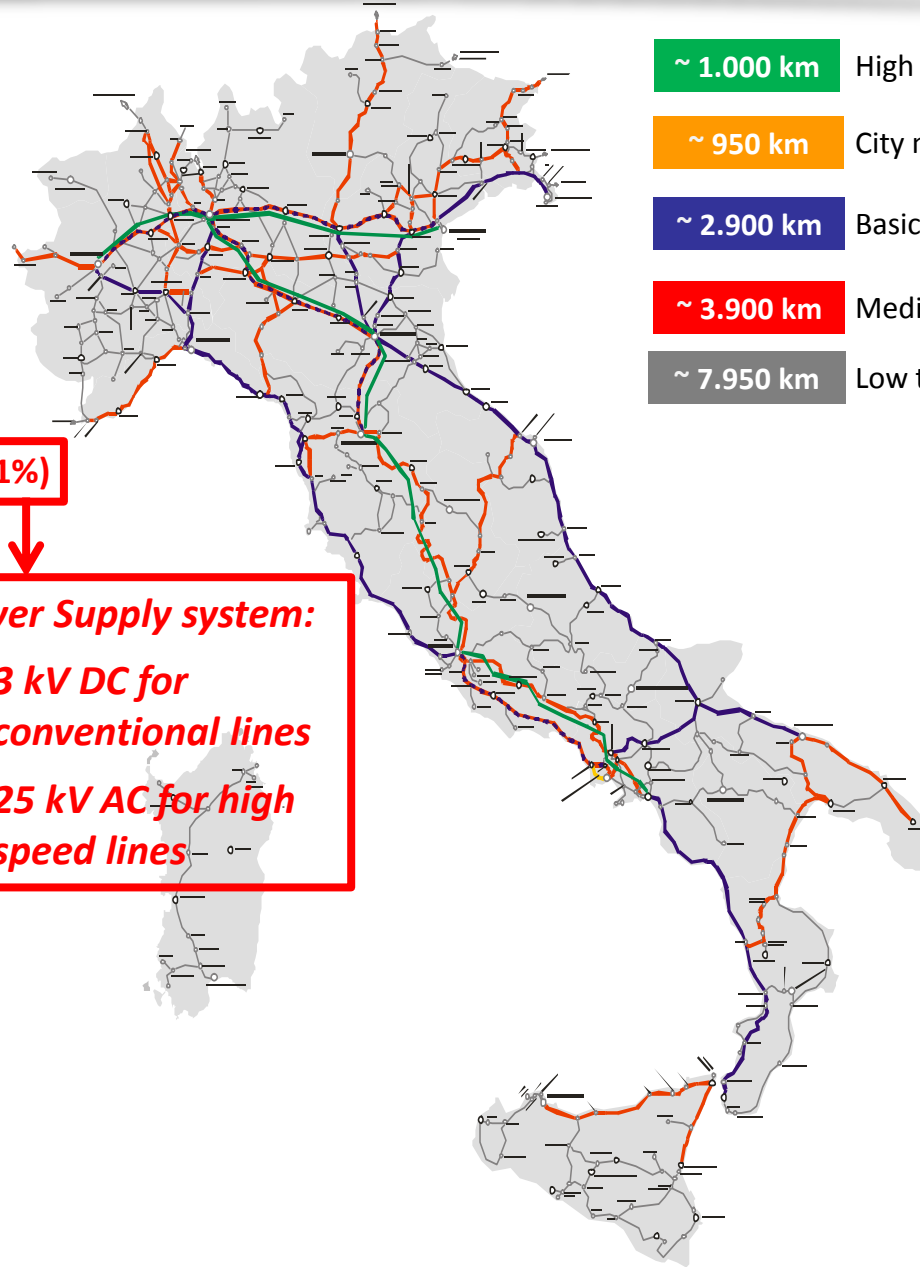 ~ 1.000 km High
~ 950 km City
~ 2.900 km Basic
~ 3.900 km Medi
~ 7.950 km Low
1%)
ver Supply system:
3 kV DC for
conventional lines
25 kV AC for high
speed lines